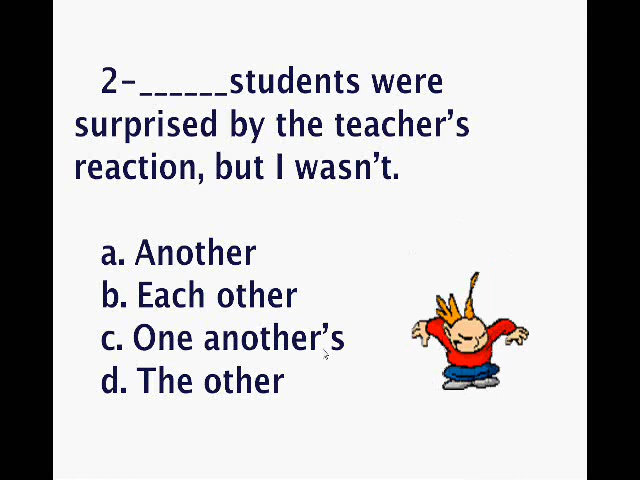 2-______students were
surprised by the teacher's
reaction, but I wasn't.
a. Another
b. Each other
c. One another's
d. The other